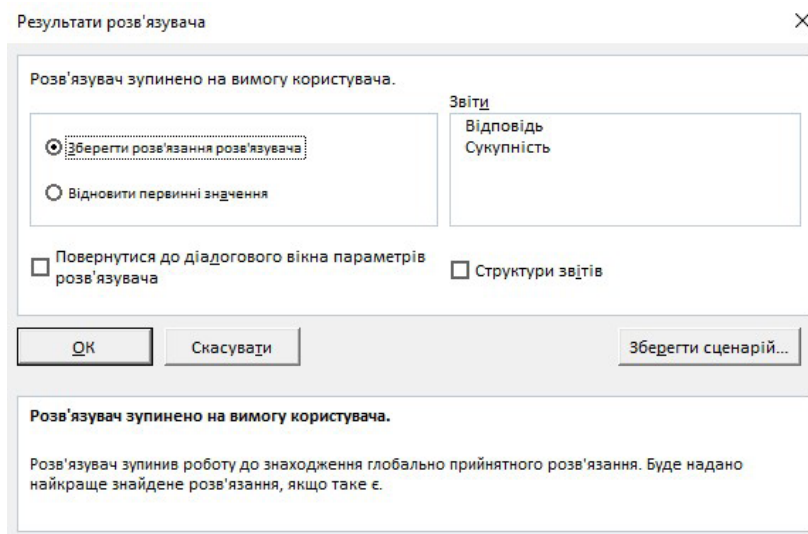 Результати розв'язувача
Розв'язувач зупинено на вимогу користувача.
Звіти
Зберегти розв'язання розв'язувача
Відновити первинні значення
Відповідь
Сукупність
Повернутися до діалогового вікна параметрів
розв'язувача
Структури звітів
ОК
Скасувати
Зберегти сценарій...
Розв'язувач зупинено на вимогу користувача.
Розв'язувач зупинив роботу до знаходження глобально прийнятного розв'язання. Буде надано
найкраще знайдене розв'язання, якщо таке є.